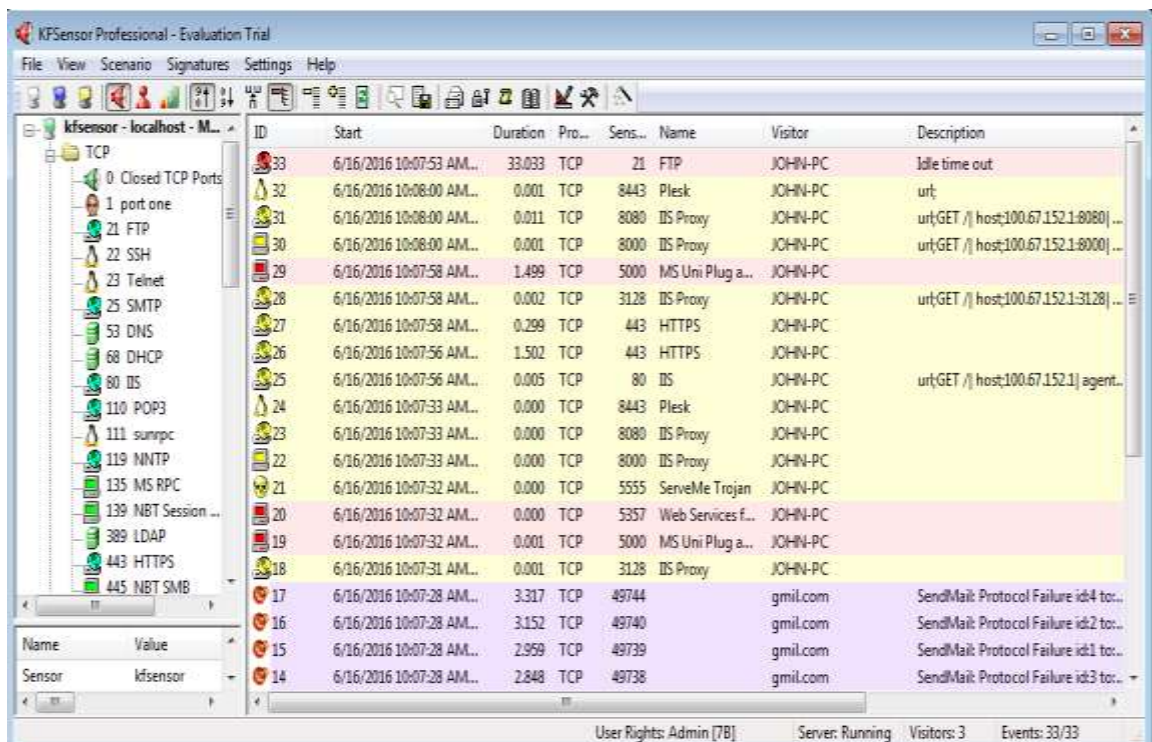 KFSensor Professional - Evaluation Trial
File View Scenario Signatures Settings Help
kfsensor - localhost - M...
TCP
0 Closed TCP Ports
1 port one
21 FTP
22 SSH
23 Telnet
25 SMTP
53 DNS
68 DHCP
80 IIS
110 POP3
111 sunrpc
119 NNTP
135 MS RPC
139 NBT Session ...
389 LDAP
443 HTTPS
445 NBT SMB
Name Value
Sensor kfsensor
ID Start Duration Pro... Sens... Name Visitor Description
33 6/16/2016 10:07:53 AM... 33.033 TCP 21 FTP JOHN-PC Idle time out
32 6/16/2016 10:08:00 AM... 0.001 TCP 8443 Plesk JOHN-PC url;
31 6/16/2016 10:08:00 AM... 0.011 TCP 8080 IIS Proxy JOHN-PC url;GET /| host;100.67.152.1:8080| ...
30 6/16/2016 10:08:00 AM... 0.001 TCP 8000 IIS Proxy JOHN-PC url;GET /| host;100.67.152.1:8000| ...
29 6/16/2016 10:07:58 AM... 1.499 TCP 5000 MS Uni Plug a... JOHN-PC
28 6/16/2016 10:07:58 AM... 0.002 TCP 3128 IIS Proxy JOHN-PC url;GET /| host;100.67.152.1:3128| ...
27 6/16/2016 10:07:58 AM... 0.299 TCP 443 HTTPS JOHN-PC
26 6/16/2016 10:07:56 AM... 1.502 TCP 443 HTTPS JOHN-PC
25 6/16/2016 10:07:56 AM... 0.005 TCP 80 IIS JOHN-PC url;GET /| host;100.67.152.1| agent...
24 6/16/2016 10:07:33 AM... 0.000 TCP 8443 Plesk JOHN-PC
23 6/16/2016 10:07:33 AM... 0.000 TCP 8080 IIS Proxy JOHN-PC
22 6/16/2016 10:07:33 AM... 0.000 TCP 8000 IIS Proxy JOHN-PC
21 6/16/2016 10:07:32 AM... 0.000 TCP 5555 ServeMe Trojan JOHN-PC
20 6/16/2016 10:07:32 AM... 0.000 TCP 5357 Web Services f... JOHN-PC
19 6/16/2016 10:07:32 AM... 0.001 TCP 5000 MS Uni Plug a... JOHN-PC
18 6/16/2016 10:07:31 AM... 0.001 TCP 3128 IIS Proxy JOHN-PC
17 6/16/2016 10:07:28 AM... 3.317 TCP 49744 gmil.com SendMail: Protocol Failure id:4 to:...
16 6/16/2016 10:07:28 AM... 3.152 TCP 49740 gmil.com SendMail: Protocol Failure id:2 to:...
15 6/16/2016 10:07:28 AM... 2.959 TCP 49739 gmil.com SendMail: Protocol Failure id:1 to:...
14 6/16/2016 10:07:28 AM... 2.848 TCP 49738 gmil.com SendMail: Protocol Failure id:3 to:...
User Rights: Admin [7B] Server: Running Visitors: 3 Events: 33/33